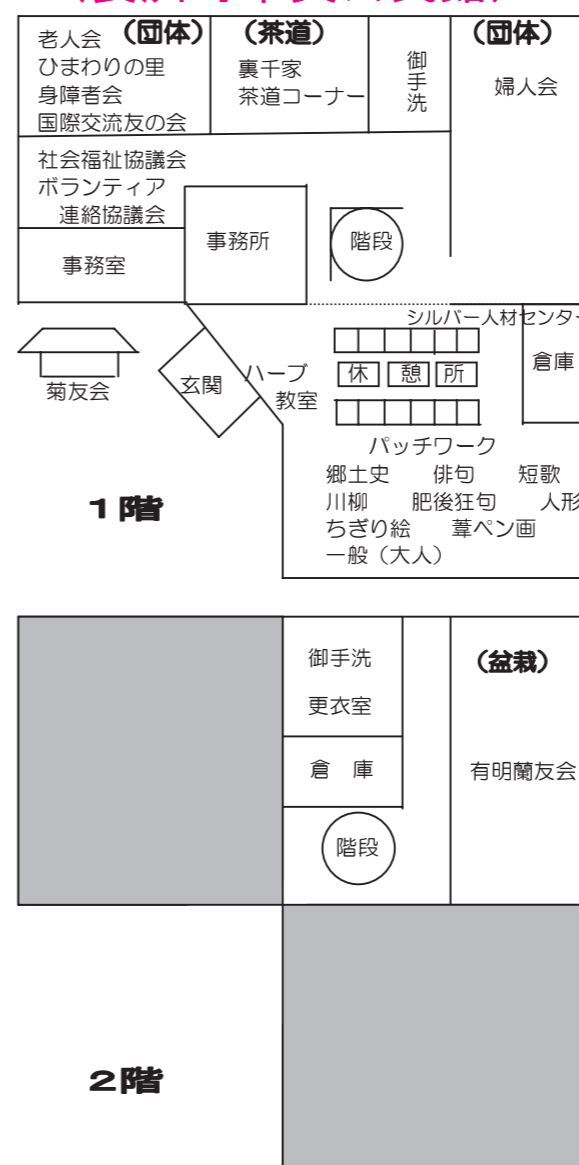 老人会 (団体)
ひまわりの里
身障者会
国際交流友の会
(茶道)
裏千家
茶道コーナー
御手洗
(団体)
婦人会
社会福祉協議会
ボランティア
連絡協議会
事務室
事務所
階段
シルバー人材センター
倉庫
菊友会
玄関
ハーブ
教室
休 憩 所
パッチワーク
郷土史 俳句 短歌
川柳 肥後狂句 人形
ちぎり絵 葦ペン画
一般(大人)
1階
御手洗
更衣室
倉 庫
階段
(盆栽)
有明蘭友会
2階